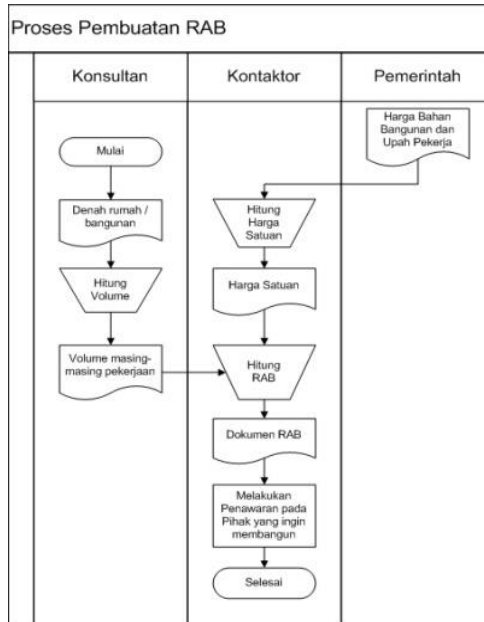 Proses Pembuatan RAB
Konsultan
Kontaktor
Pemerintah
Harga Bahan
Bangunan dan
Upah Pekerja
Mulai
Denah rumah /
bangunan
Hitung
Harga
Satuan
Hitung
Volume
Harga Satuan
Volume masing-
masing pekerjaan
Hitung
RAB
Dokumen RAB
Melakukan
Penawaran pada
Pihak yang ingin
membangun
Selesai